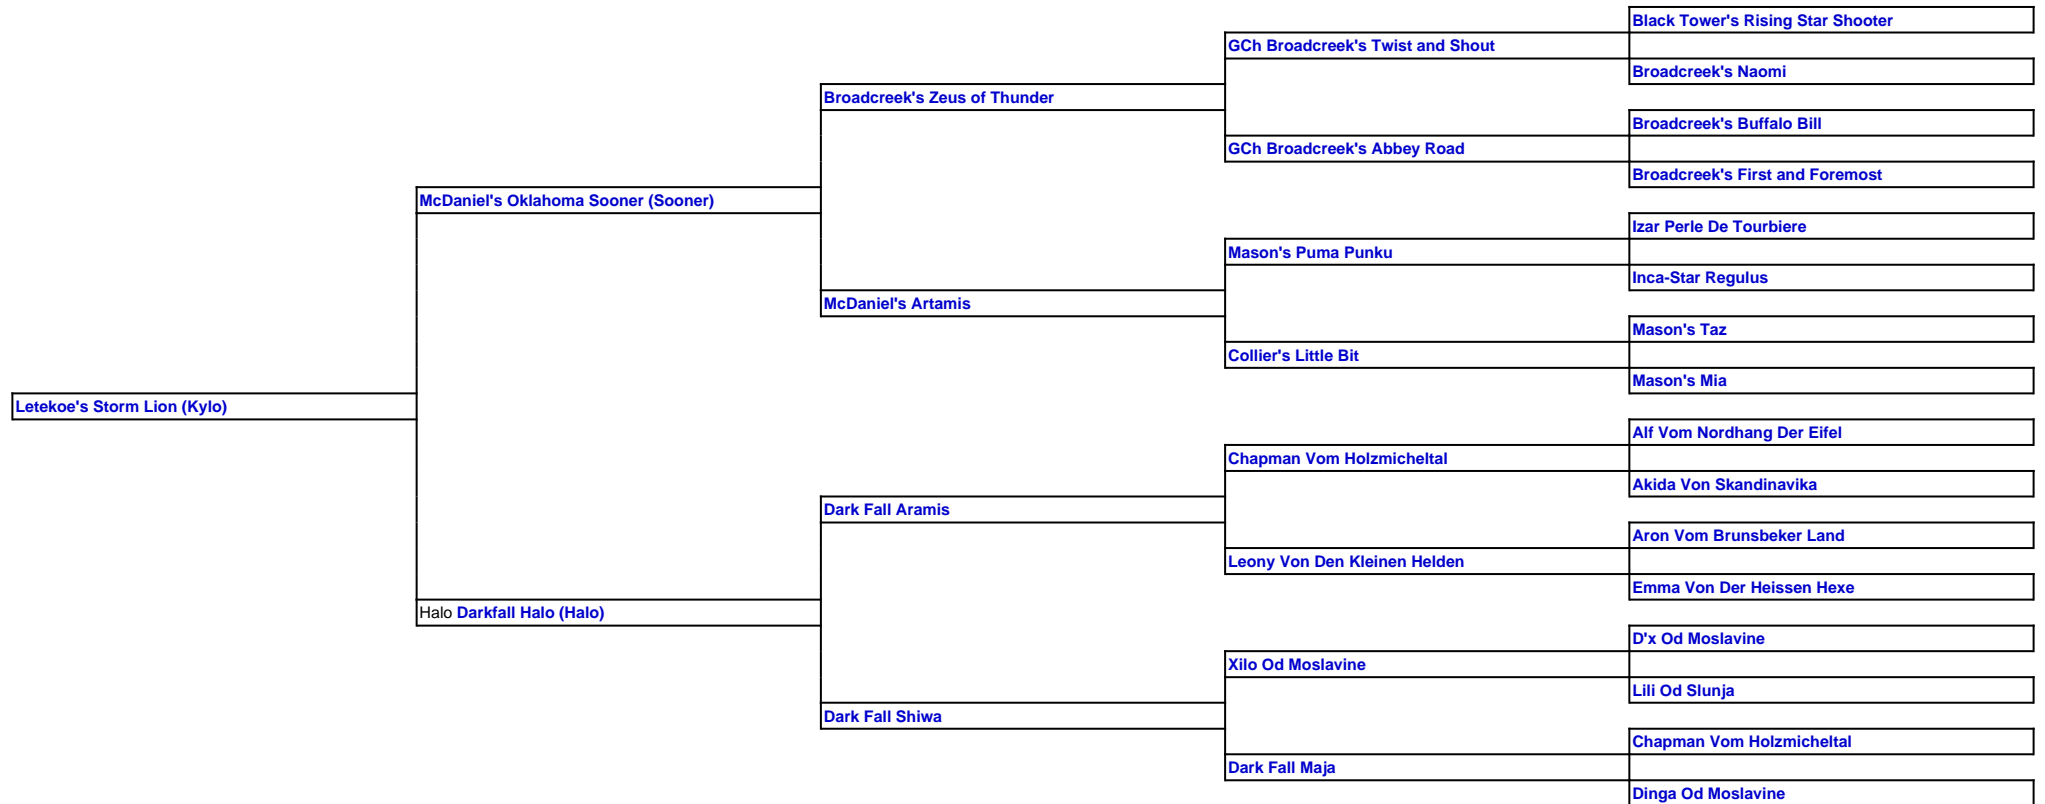 Black Tower's Rising Star Shooter
GCh Broadcreek's Twist and Shout
Broadcreek's Naomi
Broadcreek's Zeus of Thunder
Broadcreek's Buffalo Bill
GCh Broadcreek's Abbey Road
Broadcreek's First and Foremost
McDaniel's Oklahoma Sooner (Sooner)
Izar Perle De Tourbiere
Mason's Puma Punku
Inca-Star Regulus
McDaniel's Artamis
Mason's Taz
Collier's Little Bit
Mason's Mia
Letekoe's Storm Lion (Kylo)
Alf Vom Nordhang Der Eifel
Chapman Vom Holzmicheltal
Akida Von Skandinavika
Dark Fall Aramis
Aron Vom Brunsbeker Land
Leony Von Den Kleinen Helden
Emma Von Der Heissen Hexe
Halo Darkfall Halo (Halo)
D'x Od Moslavine
Xilo Od Moslavine
Lili Od Slunja
Dark Fall Shiwa
Chapman Vom Holzmicheltal
Dark Fall Maja
Dinga Od Moslavine